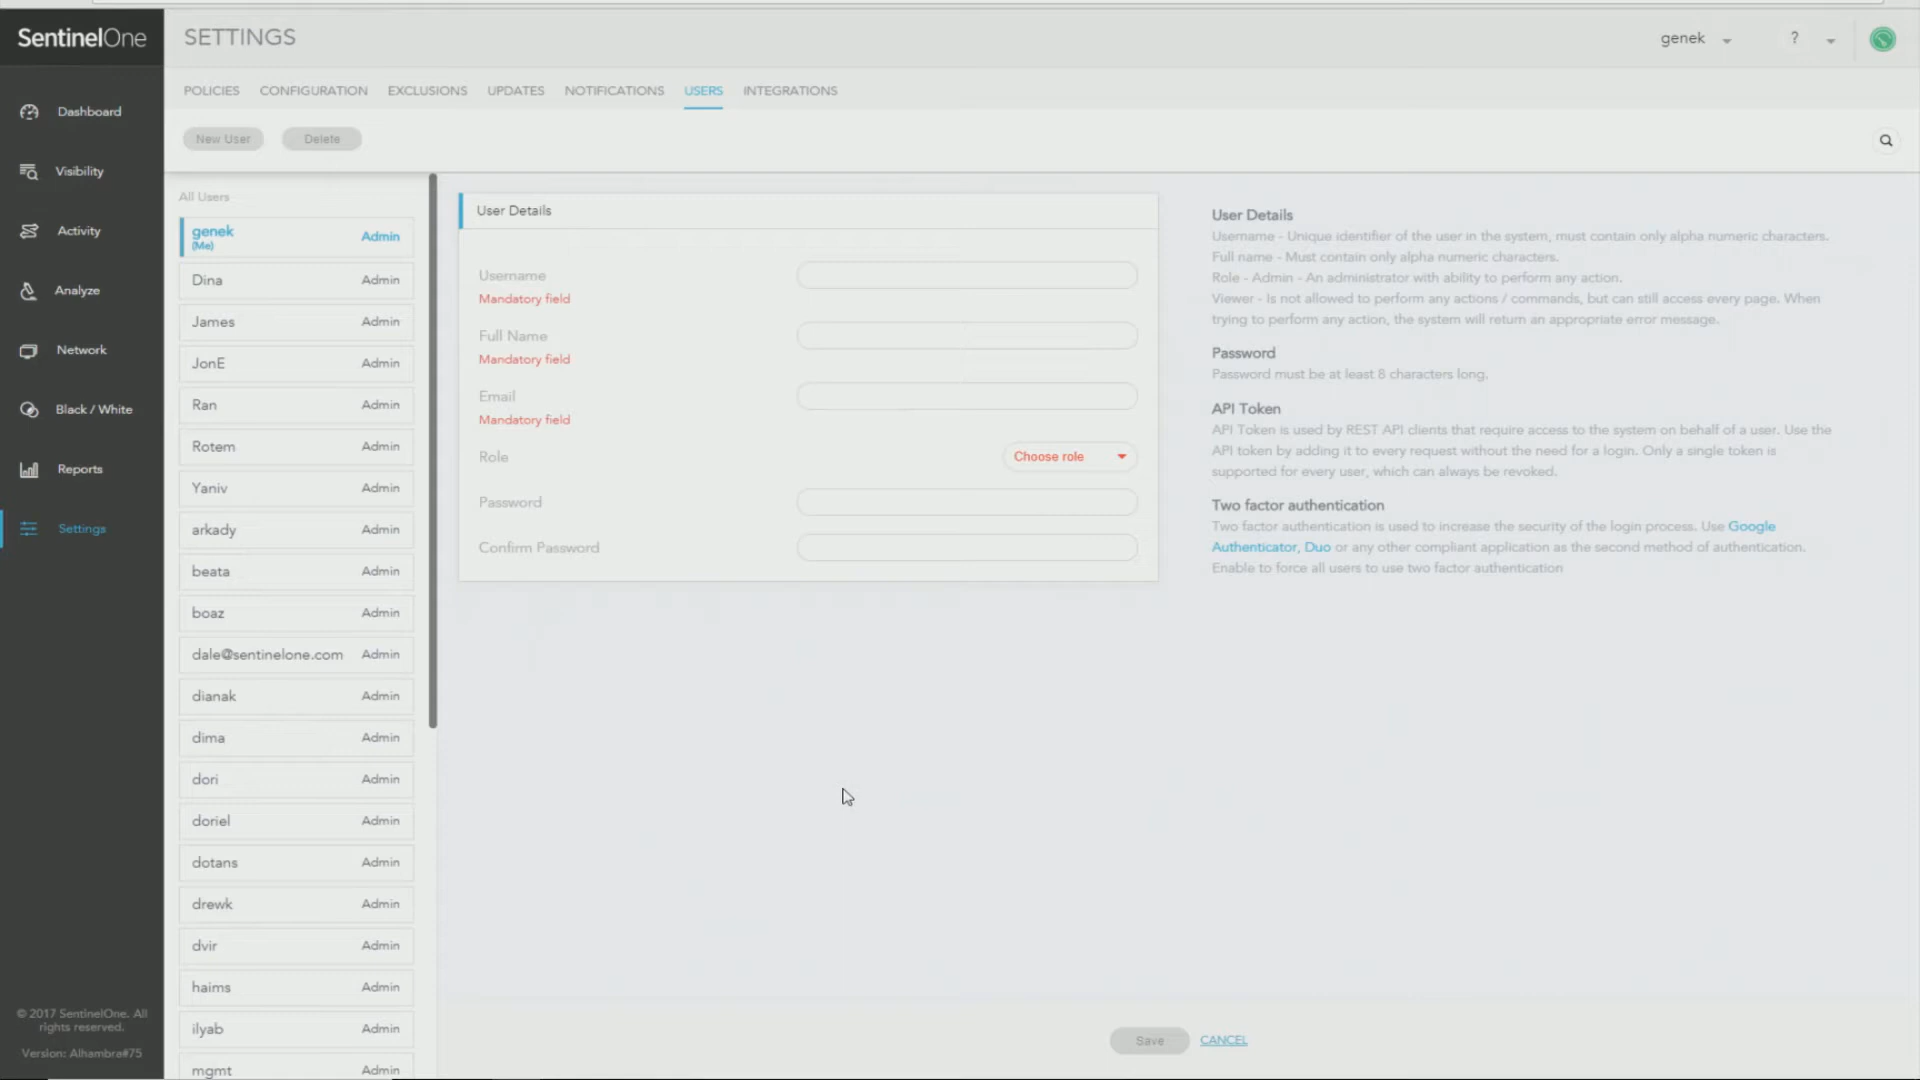 SentinelOne
SETTINGS
genek
?
POLICIES
CONFIGURATION
EXCLUSIONS
UPDATES
NOTIFICATIONS
USERS
INTEGRATIONS
New User
Delete
Dashboard
Visibility
Activity
Analyze
Network
Black / White
Reports
Settings
© 2017 SentinelOne. All
rights reserved.
Version: Alhambra#75
All Users
genek Admin
(Me)
Dina Admin
James Admin
JonE Admin
Ran Admin
Rotem Admin
Yaniv Admin
arkady Admin
beata Admin
boaz Admin
dale@sentinelone.com Admin
dianak Admin
dima Admin
dori Admin
doriel Admin
dotans Admin
drewk Admin
dvir Admin
haims Admin
ilyab Admin
mgmt Admin
User Details
Username
Mandatory field
Full Name
Mandatory field
Email
Mandatory field
Role Choose role
Password
Confirm Password
User Details
Username - Unique identifier of the user in the system, must contain only alpha numeric characters.
Full name - Must contain only alpha numeric characters.
Role - Admin - An administrator with ability to perform any action.
Viewer - Is not allowed to perform any actions / commands, but can still access every page. When
trying to perform any action, the system will return an appropriate error message.
Password
Password must be at least 8 characters long.
API Token
API Token is used by REST API clients that require access to the system on behalf of a user. Use the
API token by adding it to every request without the need for a login. Only a single token is
supported for every user, which can always be revoked.
Two factor authentication
Two factor authentication is used to increase the security of the login process. Use Google
Authenticator, Duo or any other compliant application as the second method of authentication.
Enable to force all users to use two factor authentication
Save
CANCEL